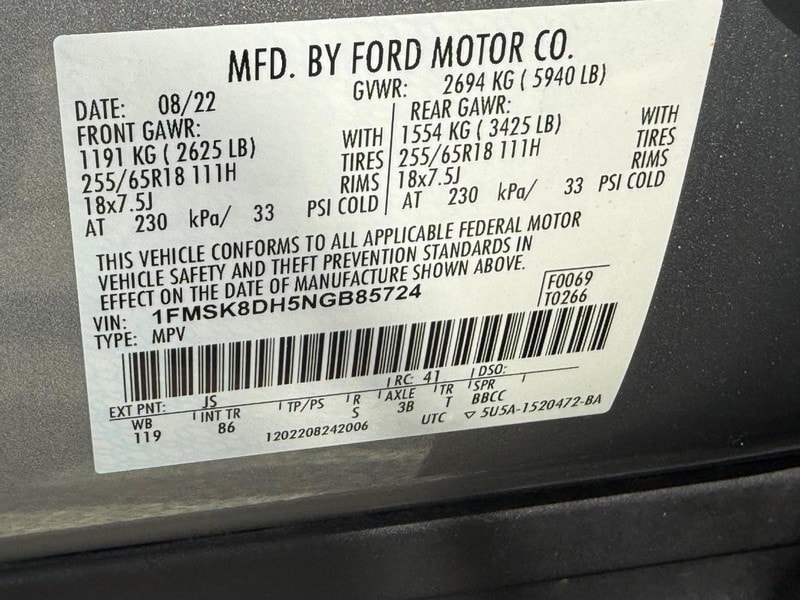 MFD. BY FORD MOTOR CO.
DATE: 08/22 GVWR: 2694 KG ( 5940 LB)
FRONT GAWR: REAR GAWR:
1191 KG ( 2625 LB) WITH 1554 KG ( 3425 LB) WITH
255/65R18 111H TIRES 255/65R18 111H TIRES
18x7.5J RIMS 18x7.5J RIMS
AT 230 kPa/ 33 PSI COLD AT 230 kPa/ 33 PSI COLD
THIS VEHICLE CONFORMS TO ALL APPLICABLE FEDERAL MOTOR
VEHICLE SAFETY AND THEFT PREVENTION STANDARDS IN
EFFECT ON THE DATE OF MANUFACTURE SHOWN ABOVE.
VIN: 1FMSK8DH5NGB85724 F0069
TYPE: MPV T0266
EXT PNT: JS RC: 41 DSO:
WB INT TR TP/PS R AXLE TR SPR
119 86 S 3B T BBCC
1202208242006 UTC ▽ 5U5A-1520472-BA